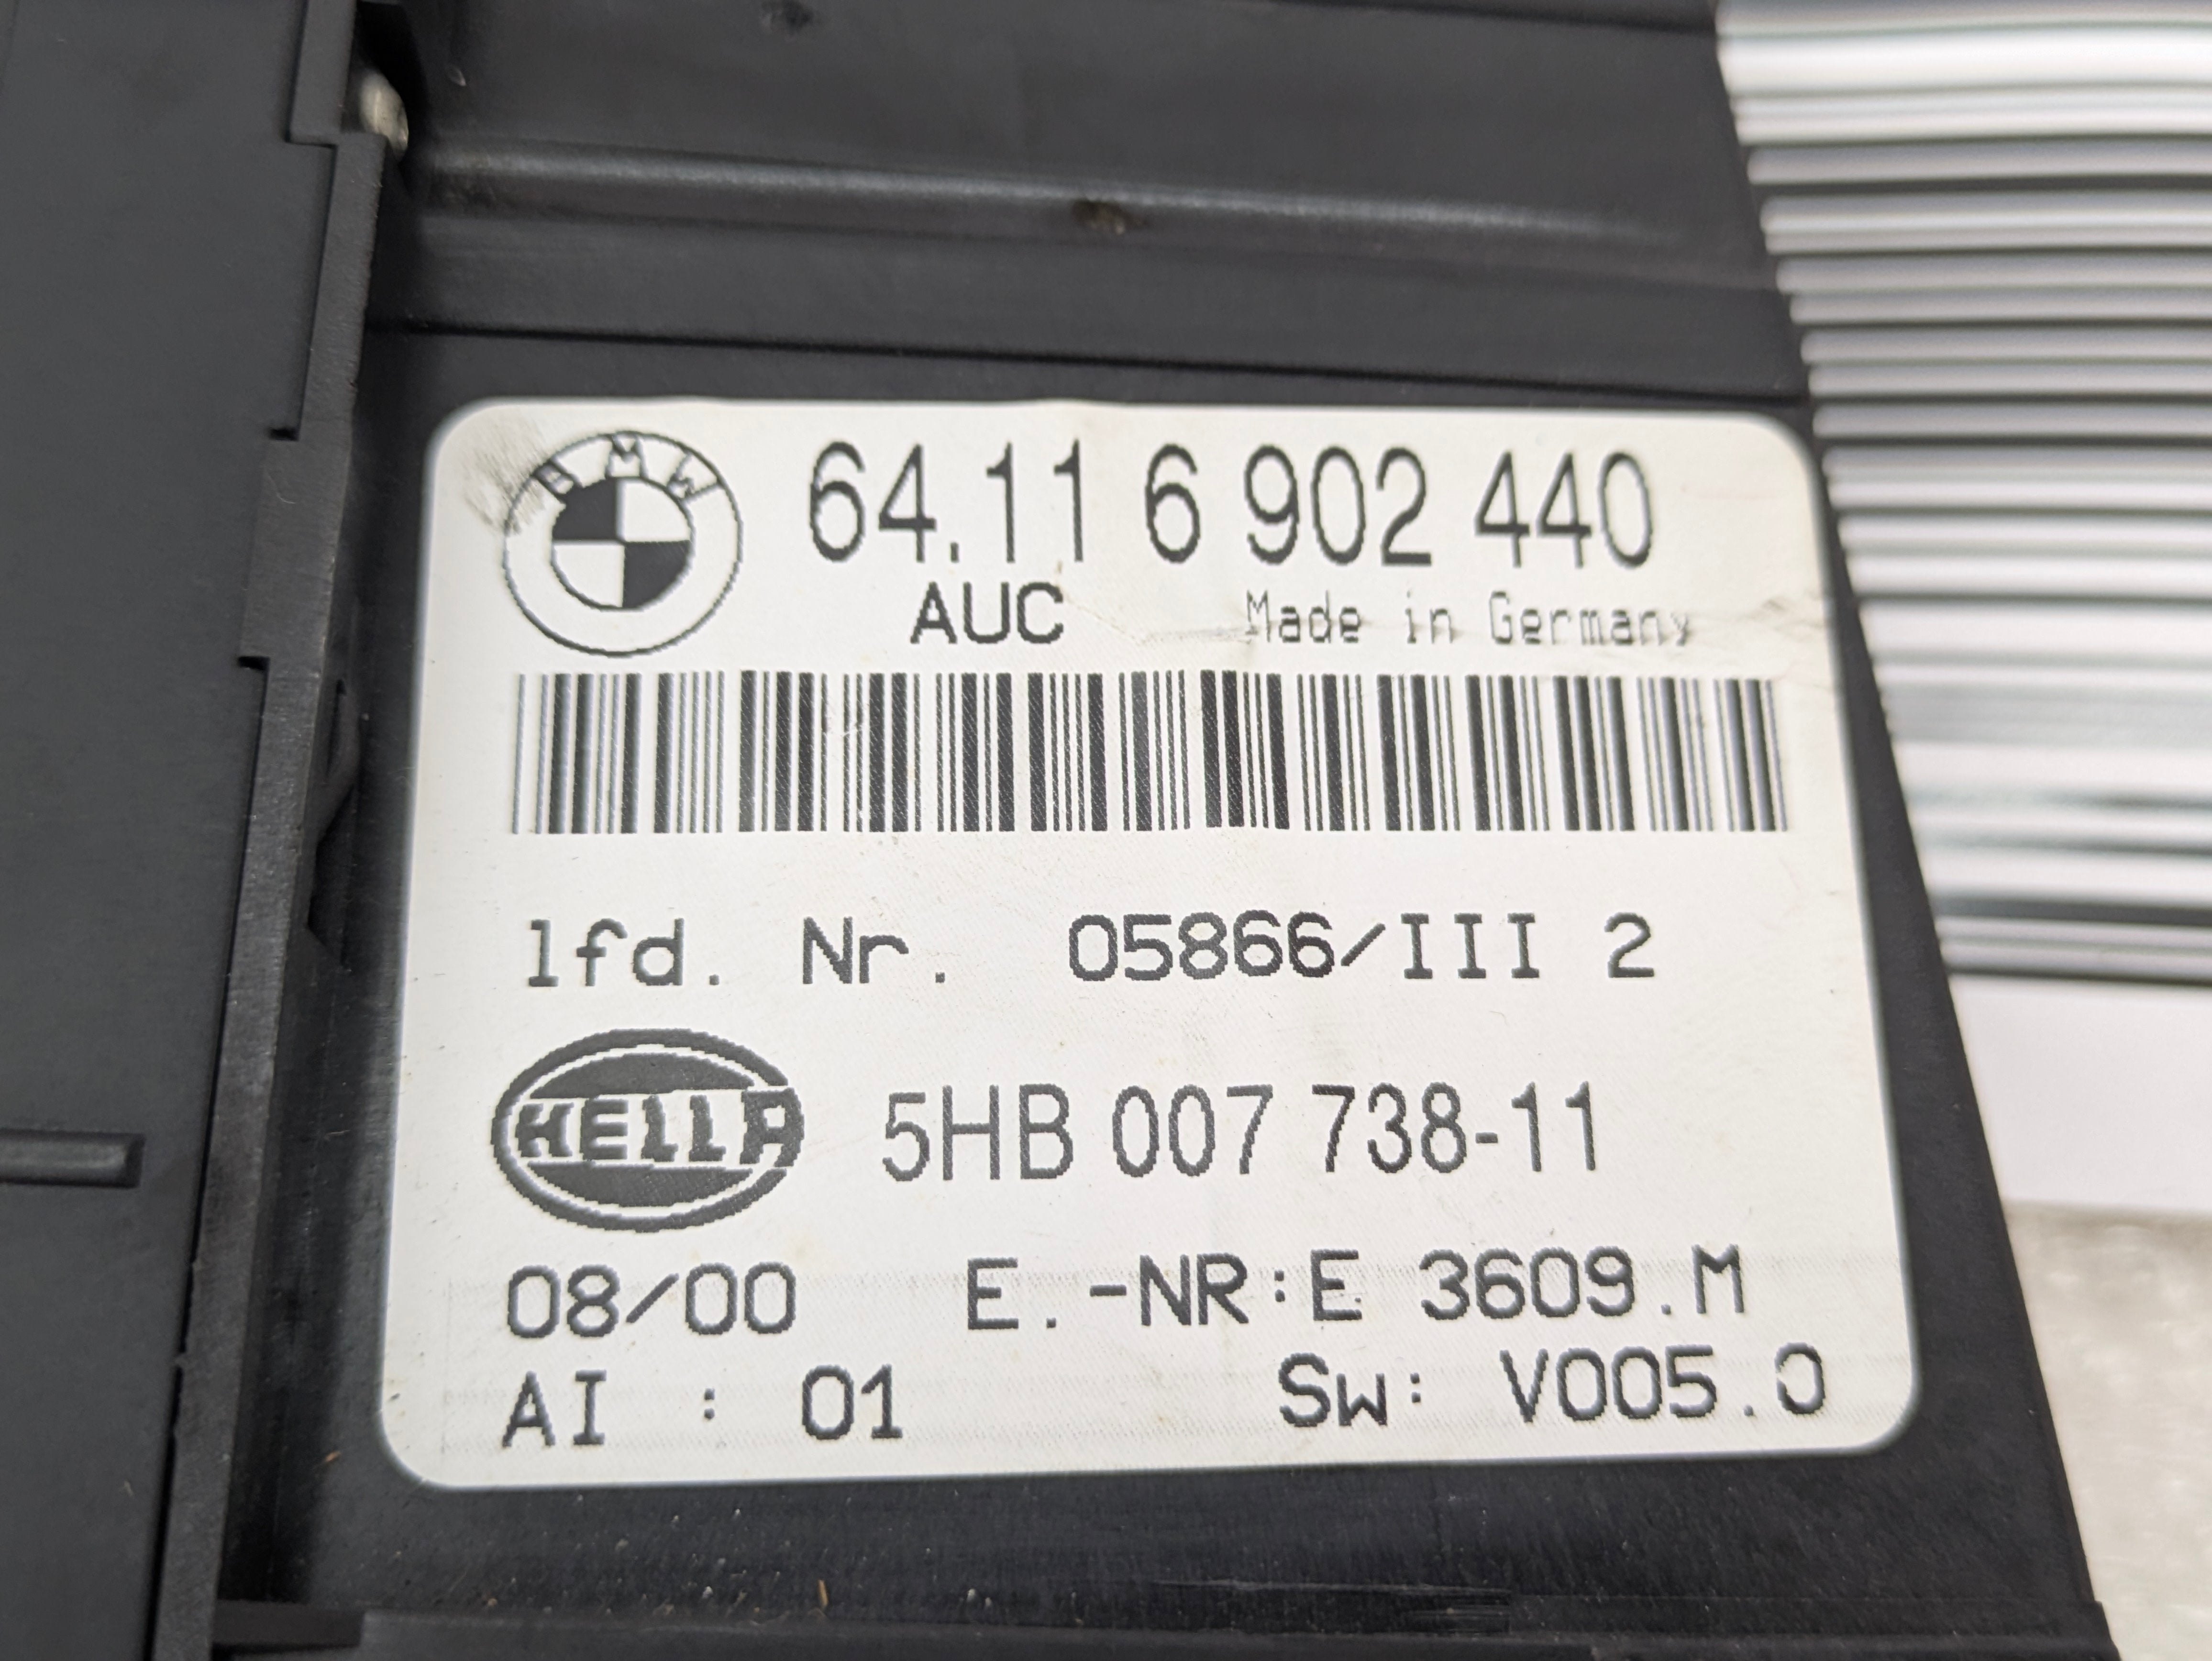 BMW
64.11 6 902 440
AUC
Made in Germany
lfd. Nr. 05866/III 2
HELLA
5HB 007 738-11
08/00 E.-NR:E 3609.M
AI : 01 Sw: V005.0